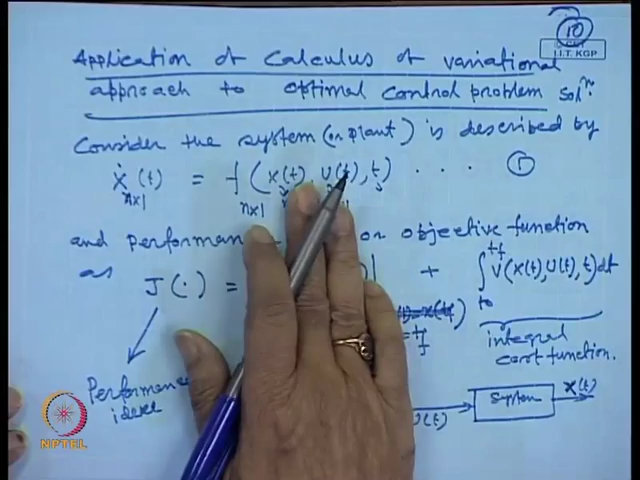 10
I.I.T. KGP
Application of Calculus of variational
approach to optimal control problem solⁿ.
Consider the system (or plant) is described by
Ẋ(t) = f(X(t), U(t), t) . . . ①
n×1 n×1
and performan or objective function
as J(·) = + ∫ V(X(t), U(t), t)dt
t₀ tf
integral
cost function.
Performance
index
U(t) System X(t)
NPTEL